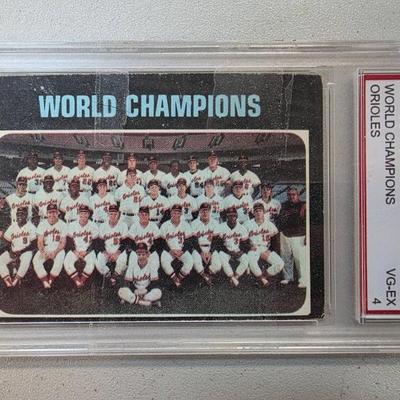 WORLD CHAMPIONS
WORLD CHAMPIONS
ORIOLES
VG-EX
4